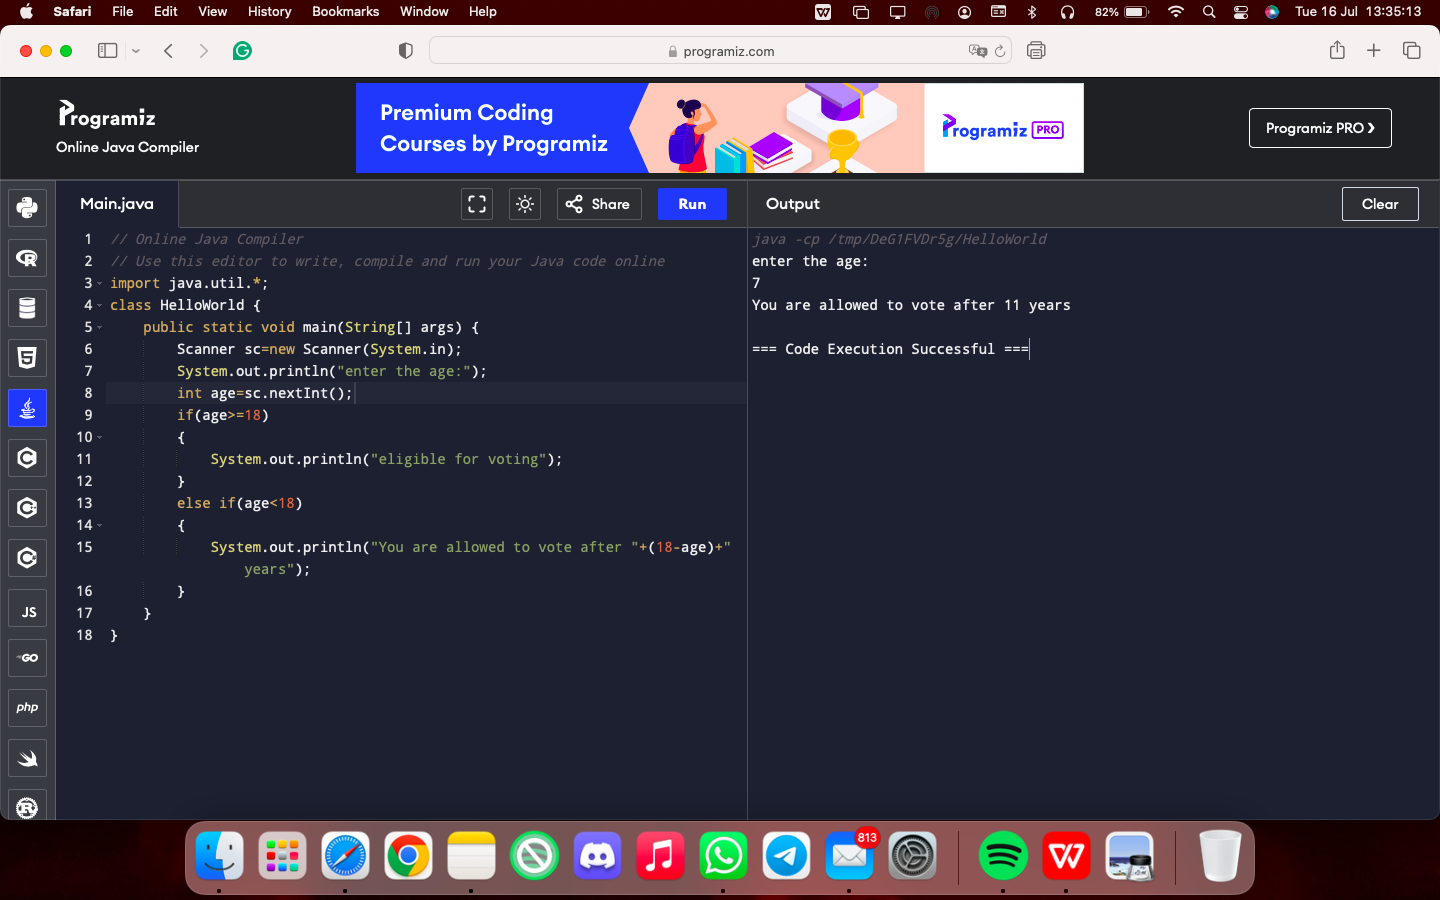 Safari File Edit View History Bookmarks Window Help 82% Tue 16 Jul 13:35:13
programiz.com
Programiz
Online Java Compiler
Premium Coding
Courses by Programiz
Programiz PRO
Programiz PRO ›
Main.java
Share
Run
Output
Clear
1 // Online Java Compiler
2 // Use this editor to write, compile and run your Java code online
3 import java.util.*;
4 class HelloWorld {
5 public static void main(String[] args) {
6 Scanner sc=new Scanner(System.in);
7 System.out.println("enter the age:");
8 int age=sc.nextInt();
9 if(age>=18)
10 {
11 System.out.println("eligible for voting");
12 }
13 else if(age<18)
14 {
15 System.out.println("You are allowed to vote after "+(18-age)+"
years");
16 }
17 }
18 }
java -cp /tmp/DeG1FVDr5g/HelloWorld
enter the age:
7
You are allowed to vote after 11 years
=== Code Execution Successful ===
R
5
C
C
C
JS
GO
php
R
813
W